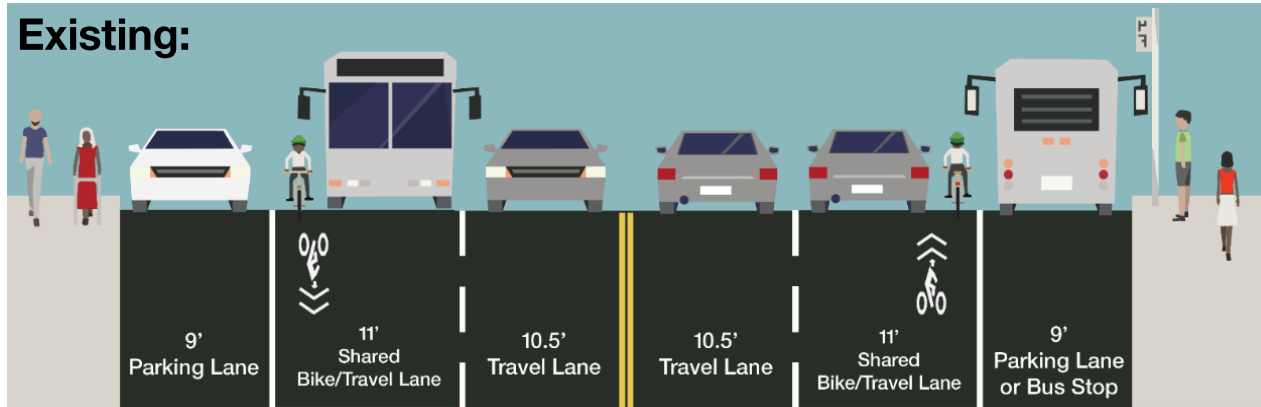 Existing:
9’
Parking Lane
11’
Shared
Bike/Travel Lane
10.5’
Travel Lane
10.5’
Travel Lane
11’
Shared
Bike/Travel Lane
9’
Parking Lane
or Bus Stop